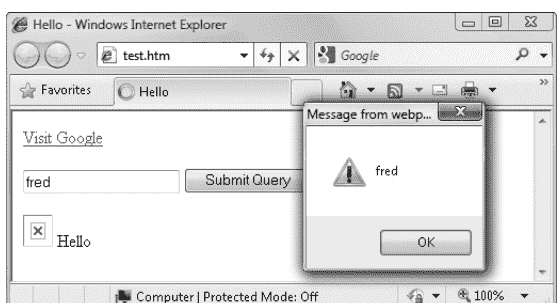 Hello - Windows Internet Explorer
test.htm
Google
Favorites
Hello
Message from webp...
fred
OK
Visit Google
fred
Submit Query
Hello
Computer | Protected Mode: Off
100%